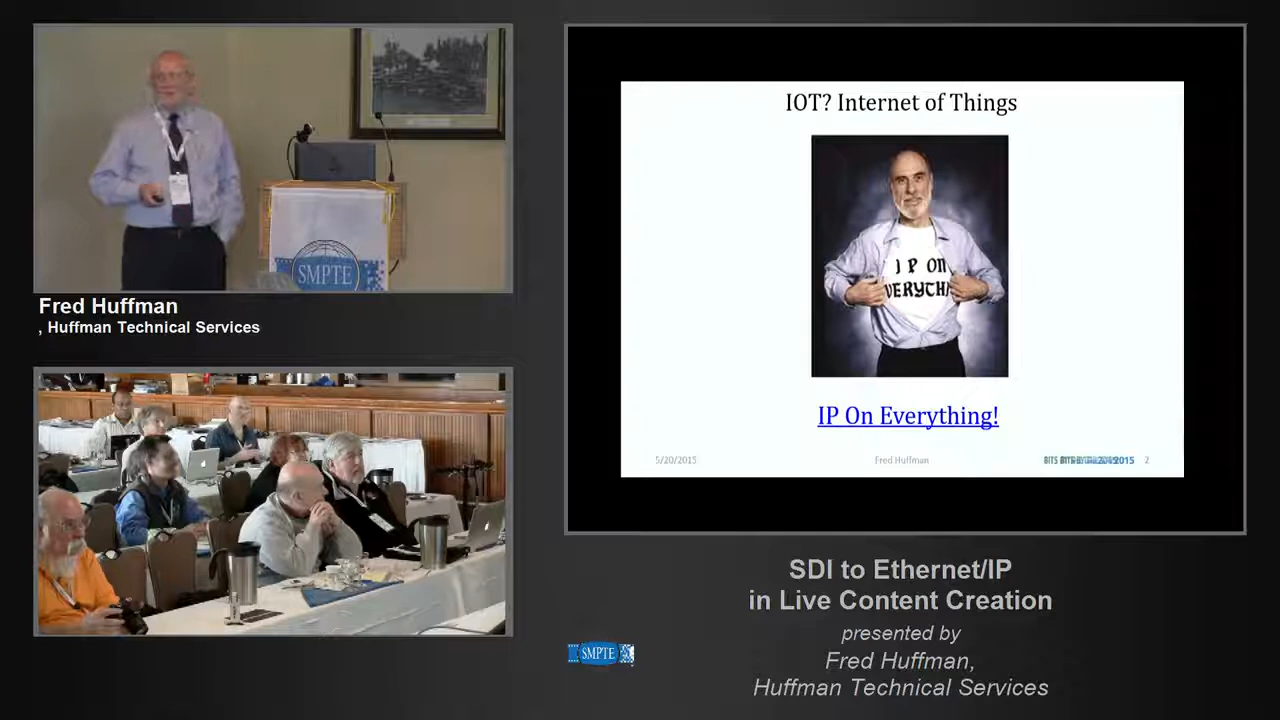 SMPTE
Fred Huffman
, Huffman Technical Services
IOT? Internet of Things
I P ON
VERYTHI
IP On Everything!
5/20/2015
Fred Huffman
2
SDI to Ethernet/IP
in Live Content Creation
presented by
Fred Huffman,
Huffman Technical Services
SMPTE